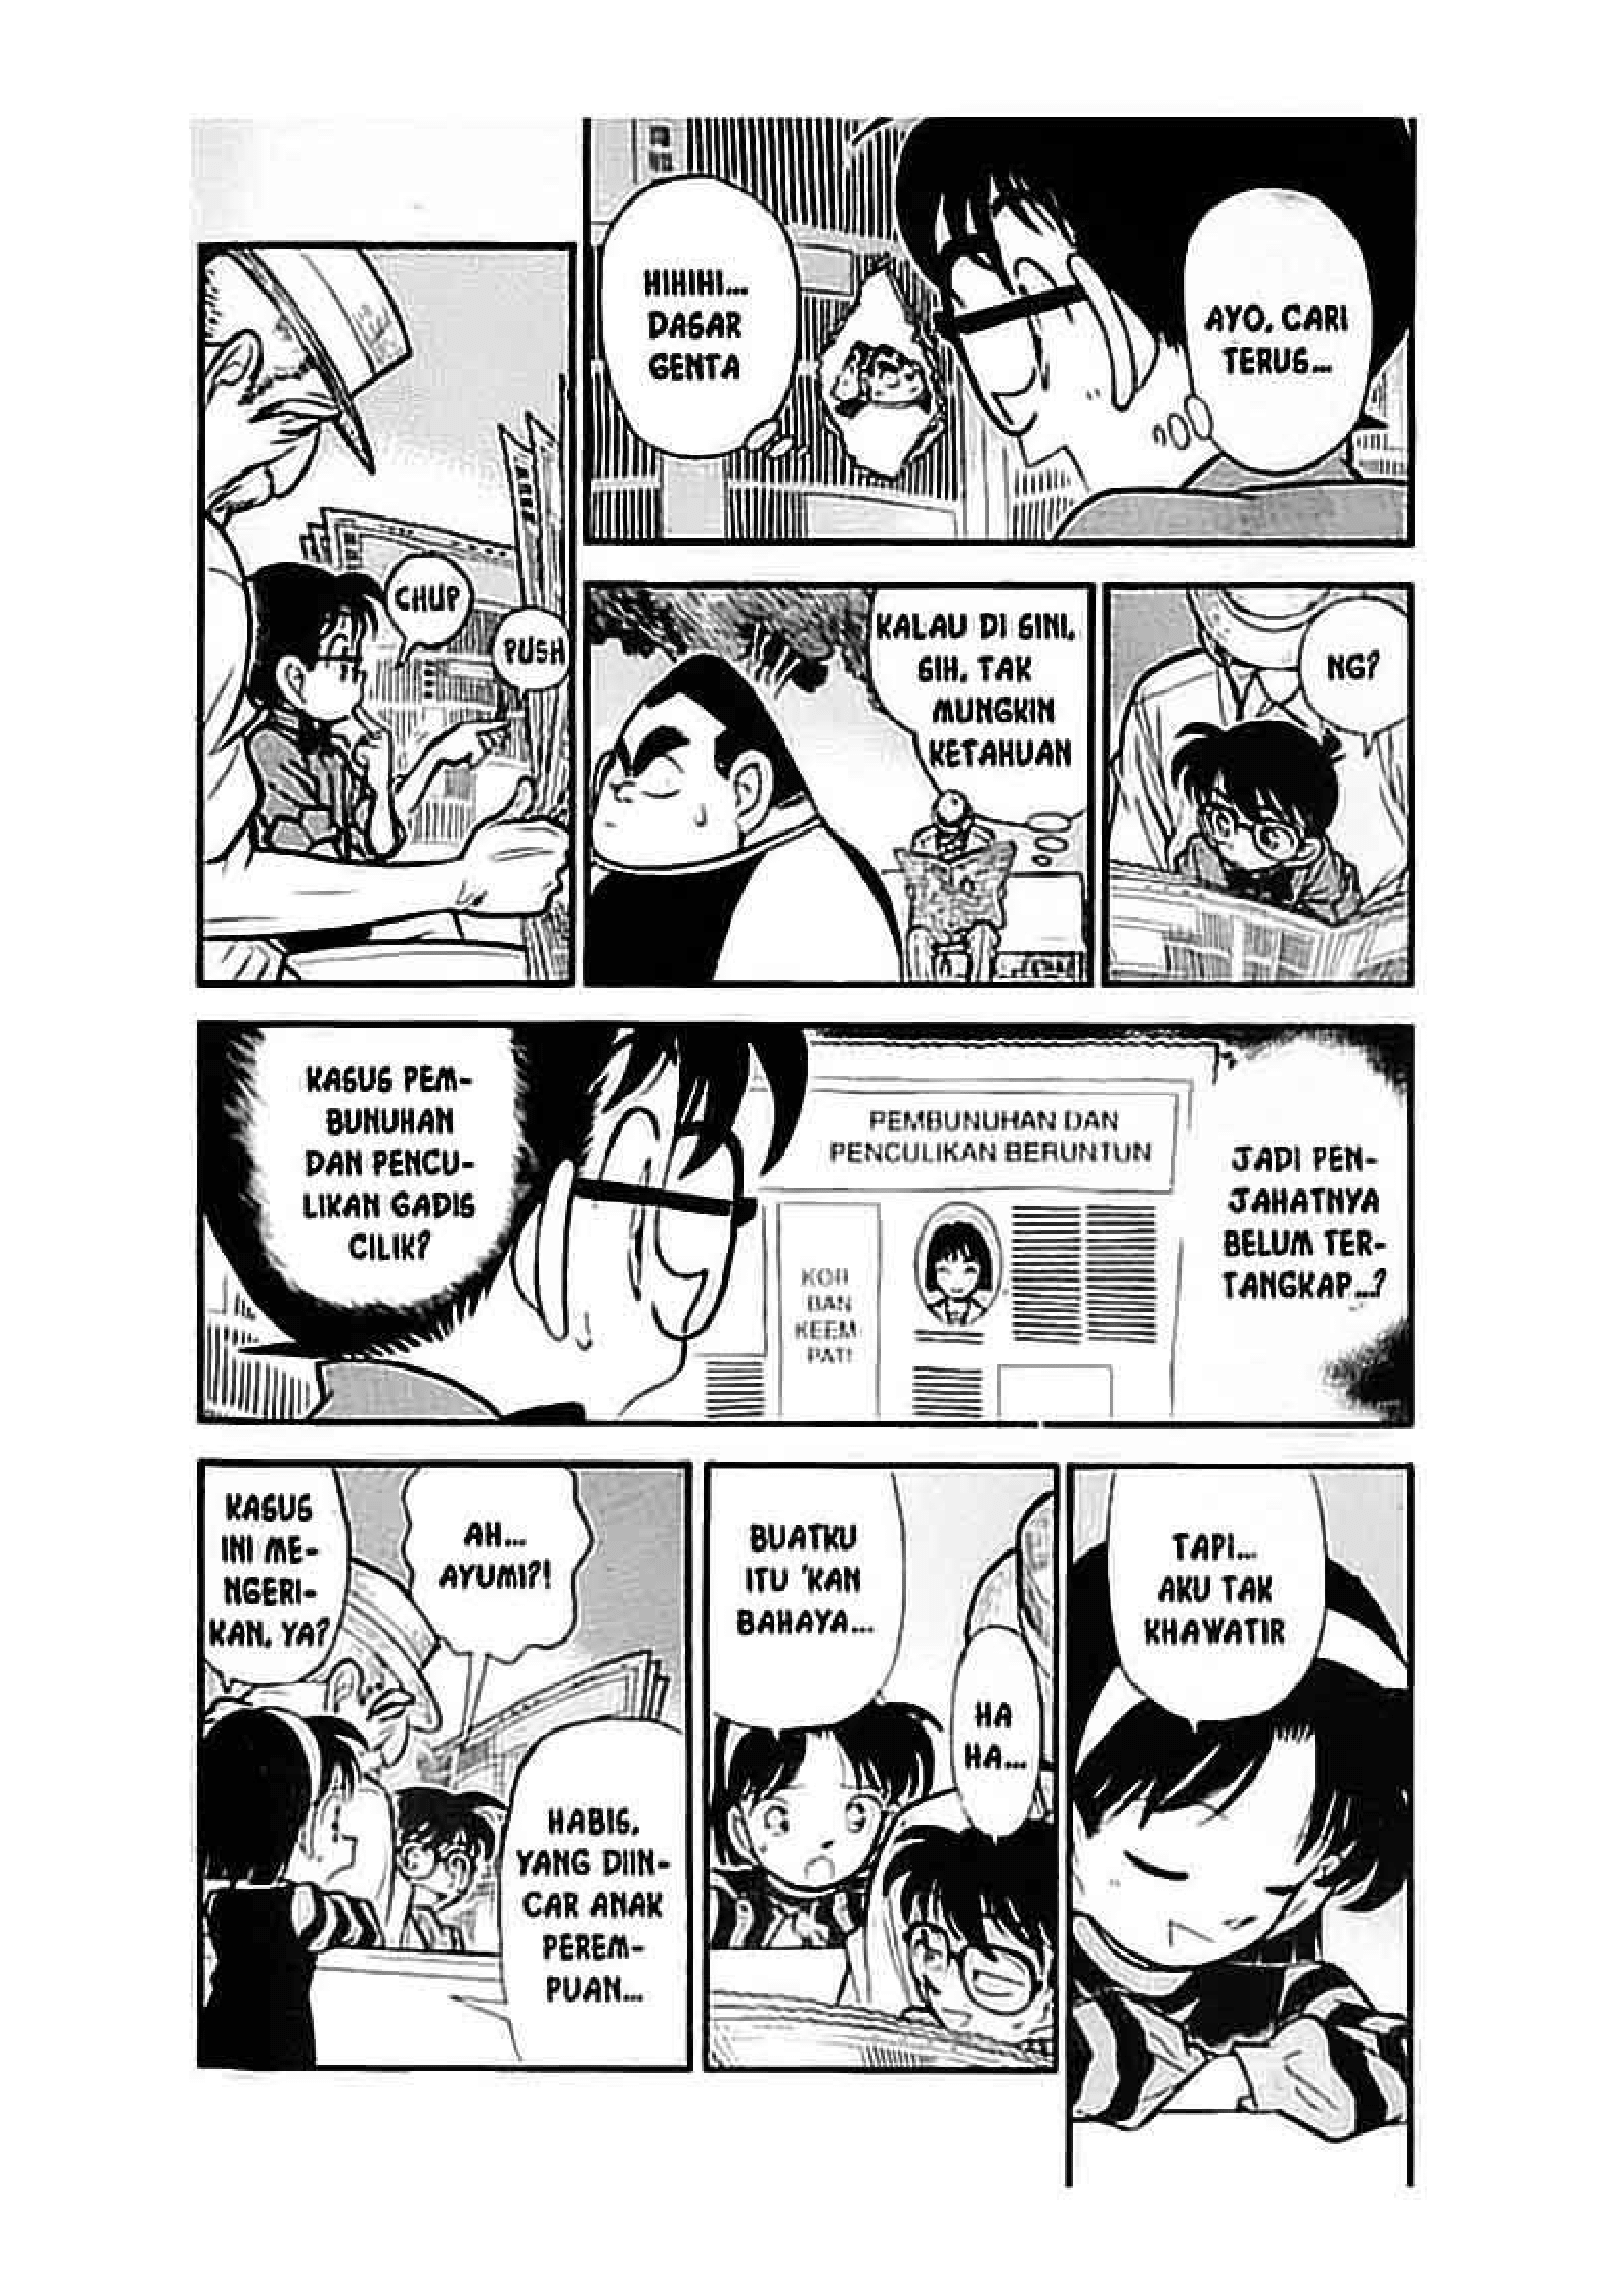 CHUP
PUSH
HIHIHI...
DASAR
GENTA
AYO, CARI
TERUS...
KALAU DI SINI,
SIH, TAK
MUNGKIN
KETAHUAN
NG?
KASUS PEM-
BUNUHAN
DAN PENCU-
LIKAN GADIS
CILIK?
PEMBUNUHAN DAN
PENCULIKAN BERUNTUN
KOR
BAN
KEEM
PAT!
JADI PEN-
JAHATNYA
BELUM TER-
TANGKAP...?
KASUS
INI ME-
NGERI-
KAN, YA?
AH...
AYUMI?!
HABIS,
YANG DIIN-
CAR ANAK
PEREM-
PUAN...
BUATKU
ITU 'KAN
BAHAYA...
HA
HA...
TAPI...
AKU TAK
KHAWATIR